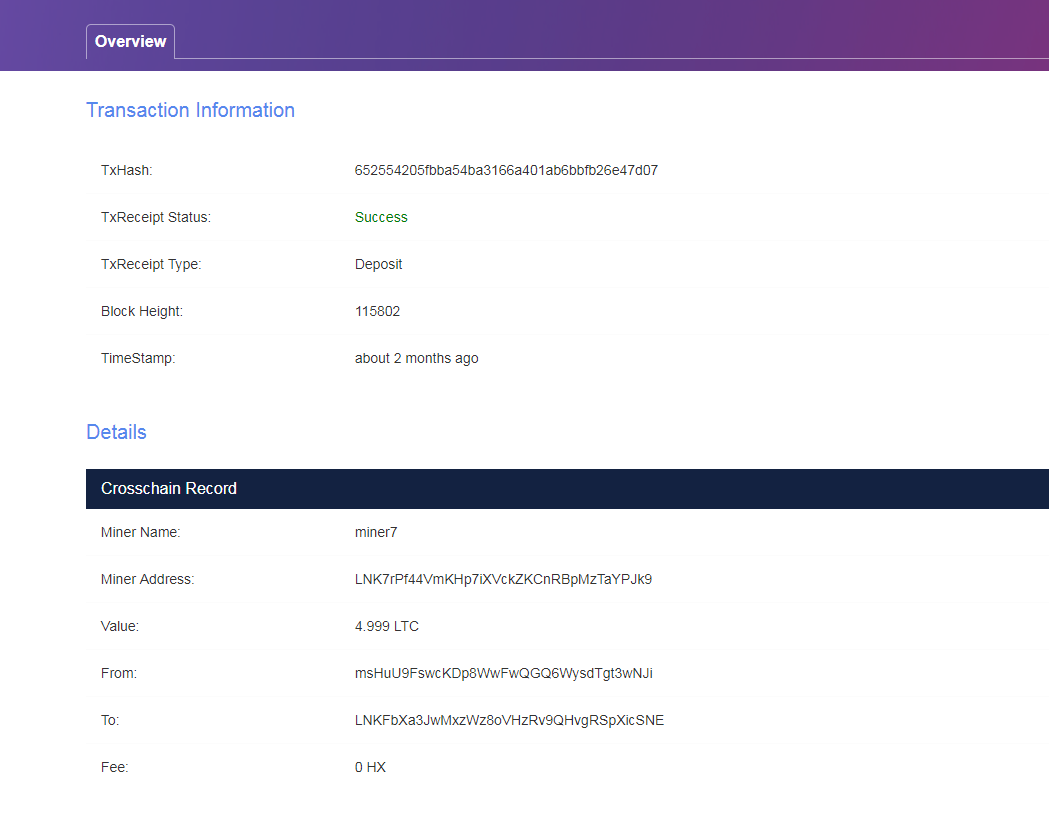 Overview
Transaction Information
TxHash: 652554205fbba54ba3166a401ab6bbfb26e47d07
TxReceipt Status: Success
TxReceipt Type: Deposit
Block Height: 115802
TimeStamp: about 2 months ago
Details
Crosschain Record
Miner Name: miner7
Miner Address: LNK7rPf44VmKHp7iXVckZKCnRBpMzTaYPJk9
Value: 4.999 LTC
From: msHuU9FswcKDp8WwFwQGQ6WysdTgt3wNJi
To: LNKFbXa3JwMxzWz8oVHzRv9QHvgRSpXicSNE
Fee: 0 HX